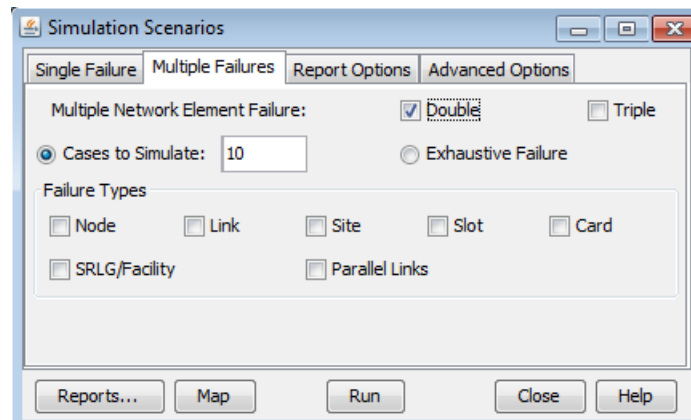 Simulation Scenarios
Single Failure Multiple Failures Report Options Advanced Options
Multiple Network Element Failure: Double Triple
Cases to Simulate: 10 Exhaustive Failure
Failure Types
Node Link Site Slot Card
SRLG/Facility Parallel Links
Reports... Map Run Close Help